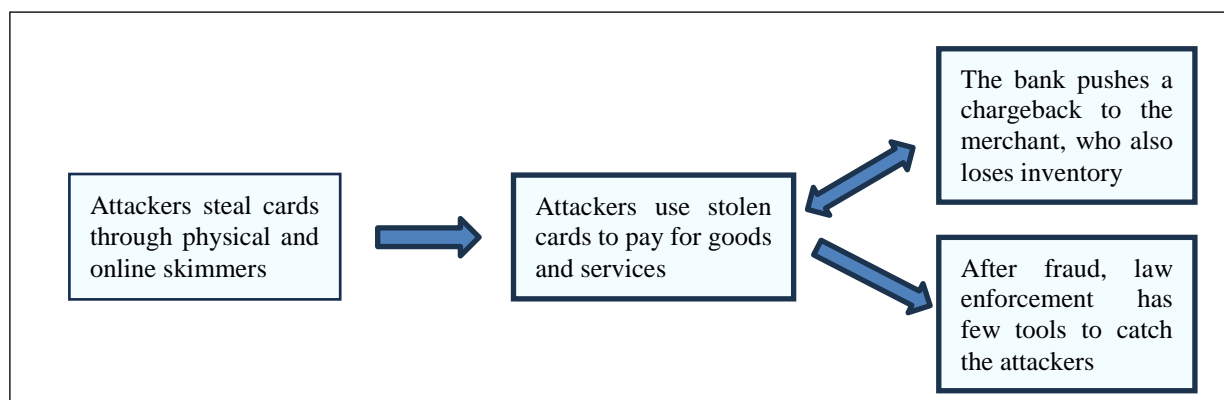 Attackers steal cards
through physical and
online skimmers
Attackers use stolen
cards to pay for goods
and services
The bank pushes a
chargeback to the
merchant, who also
loses inventory
After fraud, law
enforcement has
few tools to catch
the attackers